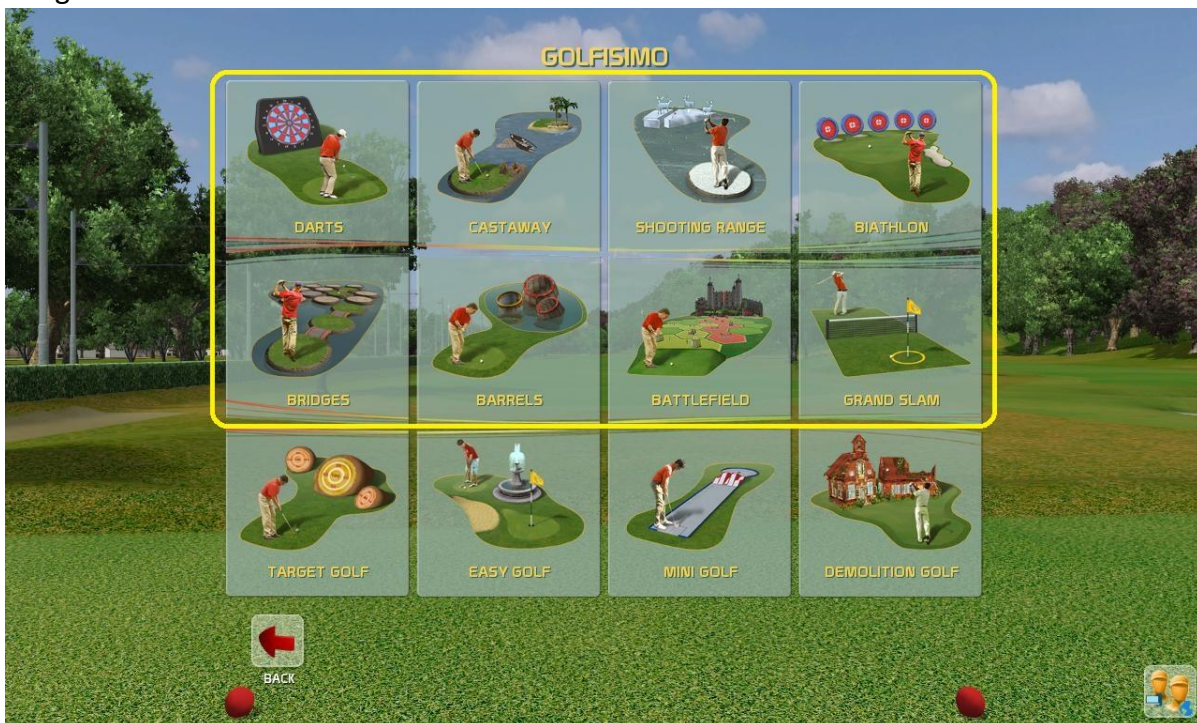 GOLFISIMO
DARTS
CASTAWAY
SHOOTING RANGE
BIATHLON
BRIDGES
BARRELS
BATTLEFIELD
GRAND SLAM
TARGET GOLF
EASY GOLF
MINI GOLF
DEMOLITION GOLF
BACK